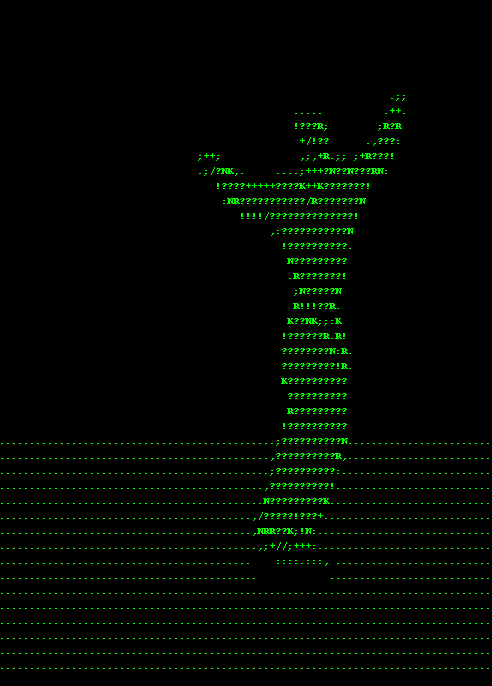 .;;
..... .++.
!???R; ;R?R
+/!?? .,???:
;++; ,;,+R.;; ;+R???!
.;/?NK,. ....;+++?N??N???RN:
!????+++++????K++K???????!
:NR???????????/R???????N
!!!!/??????????????!
,:???????????N
!??????????.
N?????????
.R???????!
;N?????N
R!!!??R.
K??NK;;:K
!??????R.R!
????????N:R.
?????????!R.
K??????????
??????????
R?????????
!??????????
..............................................;??????????N........................
.............................................,??????????R,........................
.............................................;??????????:.........................
............................................,??????????!..........................
............................................N?????????K...........................
..........................................,/?????!???+............................
..........................................,NRR??K;!N:.............................
...........................................,;+//;+++:.............................
.......................................... :::: :::, ...........................
........................................... ...........................
..................................................................................
..................................................................................
..................................................................................
..................................................................................
..................................................................................
..................................................................................